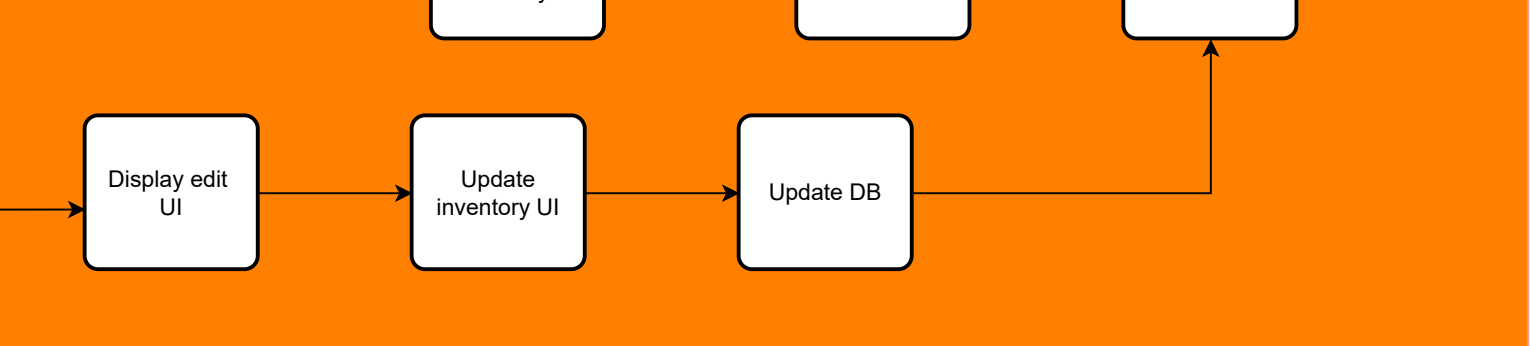 Display edit
UI
Update
inventory UI
Update DB